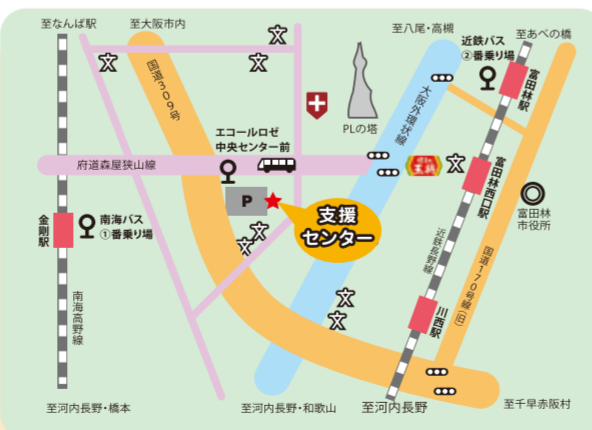 至なんば駅
至大阪市内
至八尾・高槻
近鉄バス
②番乗り場
至あべの橋
国道309号
大阪外環状線
富田林駅
PLの塔
エコールロゼ
中央センター前
府道森屋狭山線
富田林西口駅
P
支援
センター
富田林
市役所
金剛駅
南海バス
①番乗り場
近鉄長野線
国道170号線(旧)
南海高野線
川西駅
至河内長野・橋本
至河内長野・和歌山
至河内長野
至千早赤阪村